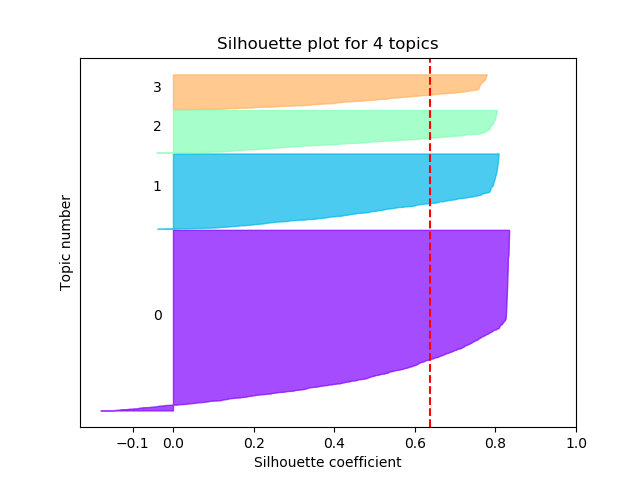 Silhouette plot for 4 topics
3
2
1
0
Topic number
−0.1 0.0 0.2 0.4 0.6 0.8 1.0
Silhouette coefficient